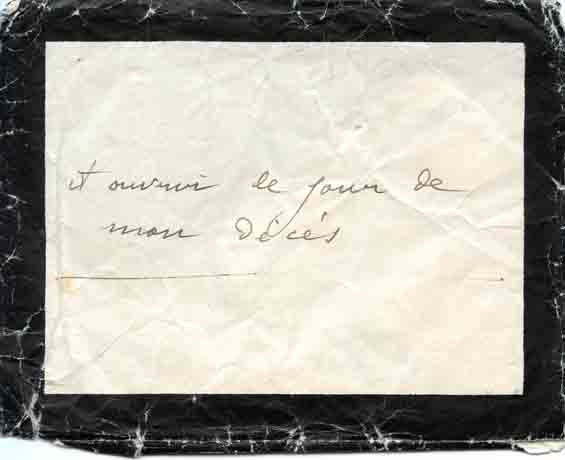 A ouvrir le jour de
mon décès